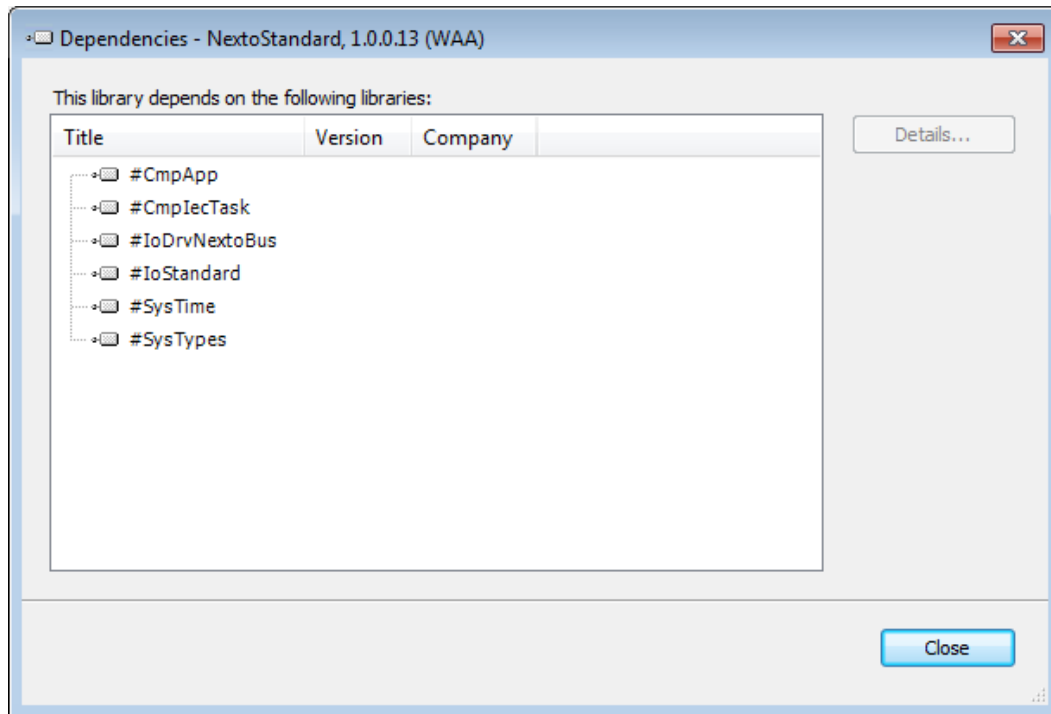 Dependencies - NextoStandard, 1.0.0.13 (WAA)
This library depends on the following libraries:
Title Version Company
Details...
#CmpApp
#CmpIecTask
#IoDrvNextoBus
#IoStandard
#SysTime
#SysTypes
Close